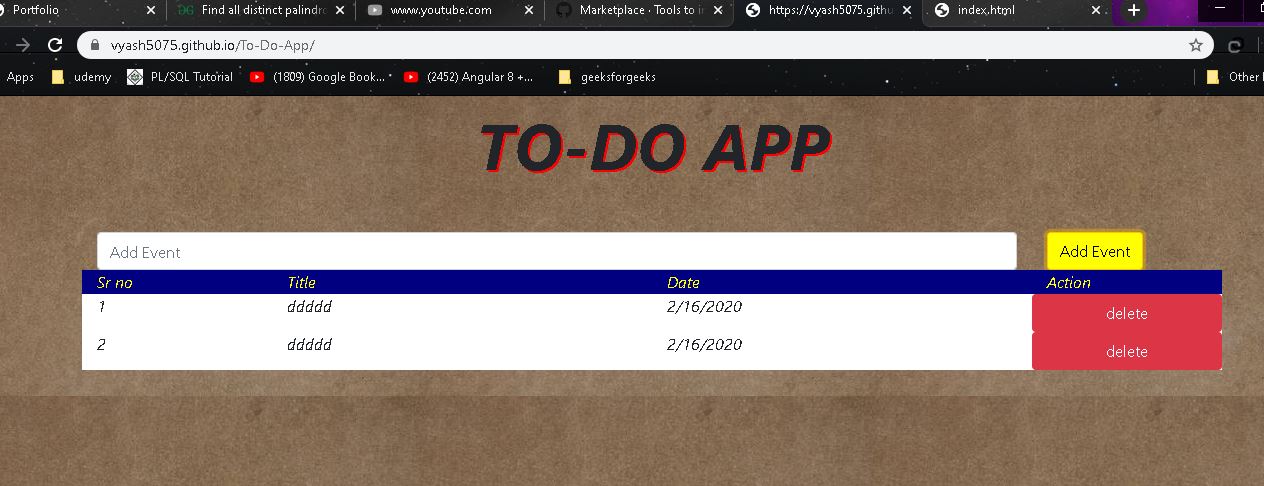 Portfolio
Find all distinct palindr
www.youtube.com
Marketplace · Tools to i
https://vyash5075.githu
index.html
vyash5075.github.io/To-Do-App/
Apps
udemy
PL/SQL Tutorial
(1809) Google Book...
(2452) Angular 8 +...
geeksforgeeks
Other
TO-DO APP
Add Event
Add Event
Sr no Title Date Action
1 ddddd 2/16/2020 delete
2 ddddd 2/16/2020 delete